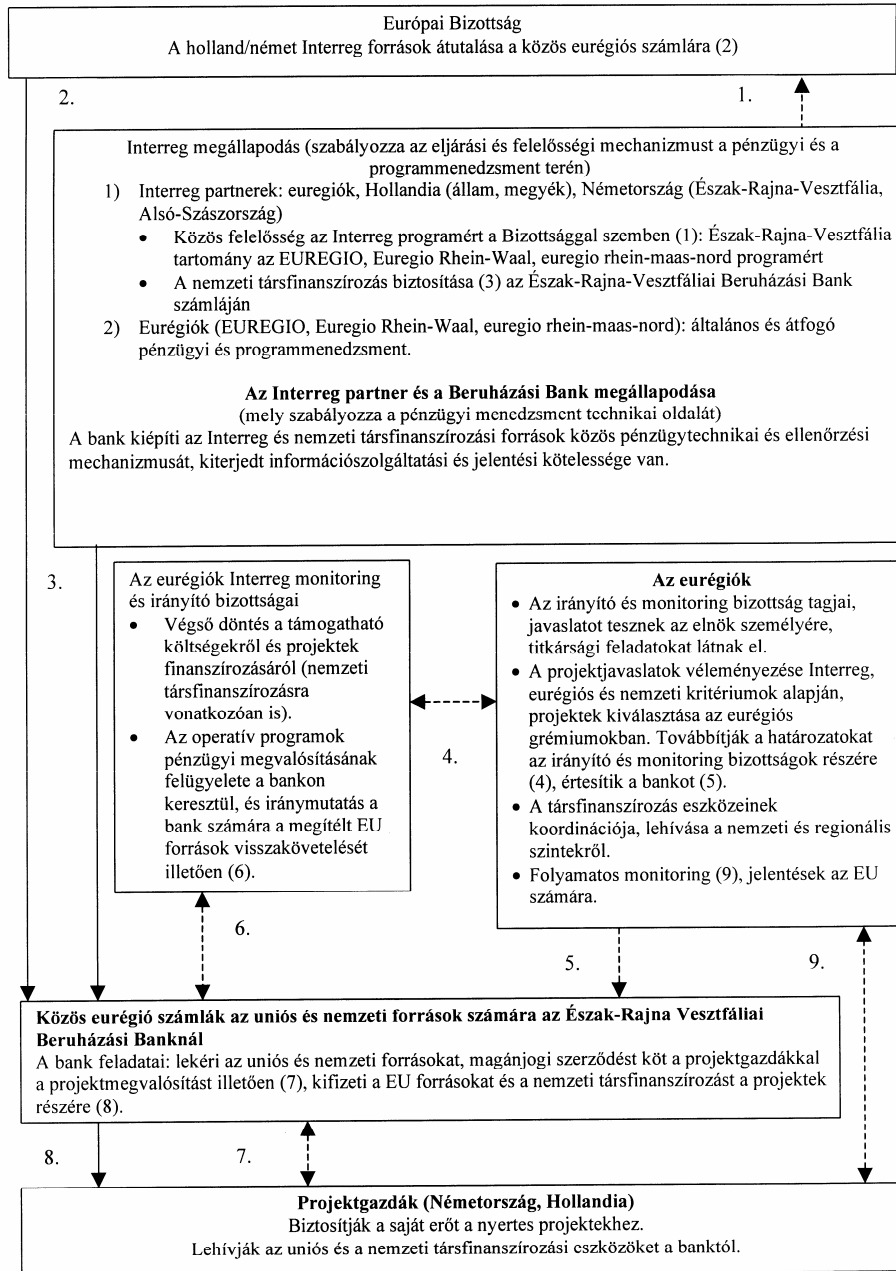 Európai Bizottság
A holland/német Interreg források átutalása a közös eurégiós számlára (2)
2.
1.
Interreg megállapodás (szabályozza az eljárási és felelősségi mechanizmust a pénzügyi és a
programmenedzsment terén)
1) Interreg partnerek: euregiók, Hollandia (állam, megyék), Németország (Észak-Rajna-Vesztfália,
Alsó-Szászország)
• Közös felelősség az Interreg programért a Bizottsággal szemben (1): Észak-Rajna-Vesztfália
tartomány az EUREGIO, Euregio Rhein-Waal, euregio rhein-maas-nord programért
• A nemzeti társfinanszírozás biztosítása (3) az Észak-Rajna-Vesztfáliai Beruházási Bank
számláján
2) Eurégiók (EUREGIO, Euregio Rhein-Waal, euregio rhein-maas-nord): általános és átfogó
pénzügyi és programmenedzsment.
Az Interreg partner és a Beruházási Bank megállapodása
(mely szabályozza a pénzügyi menedzsment technikai oldalát)
A bank kiépíti az Interreg és nemzeti társfinanszírozási források közös pénzügytechnikai és ellenőrzési
mechanizmusát, kiterjedt információszolgáltatási és jelentési kötelessége van.
3.
Az eurégiók Interreg monitoring
és irányító bizottságai
• Végső döntés a támogatható
költségekről és projektek
finanszírozásáról (nemzeti
társfinanszírozásra
vonatkozóan is).
• Az operatív programok
pénzügyi megvalósításának
felügyelete a bankon
keresztül, és iránymutatás a
bank számára a megítélt EU
források visszakövetelését
illetően (6).
4.
Az eurégiók
• Az irányító és monitoring bizottság tagjai,
javaslatot tesznek az elnök személyére,
titkársági feladatokat látnak el.
• A projektjavaslatok véleményezése Interreg,
eurégiós és nemzeti kritériumok alapján,
projektek kiválasztása az eurégiós
grémiumokban. Továbbítják a határozatokat
az irányító és monitoring bizottságok részére
(4), értesítik a bankot (5).
• A társfinanszírozás eszközeinek
koordinációja, lehívása a nemzeti és regionális
szintekről.
• Folyamatos monitoring (9), jelentések az EU
számára.
6.
5.
9.
Közös eurégió számlák az uniós és nemzeti források számára az Észak-Rajna Vesztfáliai
Beruházási Banknál
A bank feladatai: lekéri az uniós és nemzeti forrásokat, magánjogi szerződést köt a projektgazdákkal
a projektmegvalósítást illetően (7), kifizeti a EU forrásokat és a nemzeti társfinanszírozást a projektek
részére (8).
8.
7.
Projektgazdák (Németország, Hollandia)
Biztosítják a saját erőt a nyertes projektekhez.
Lehívják az uniós és a nemzeti társfinanszírozási eszközöket a banktól.